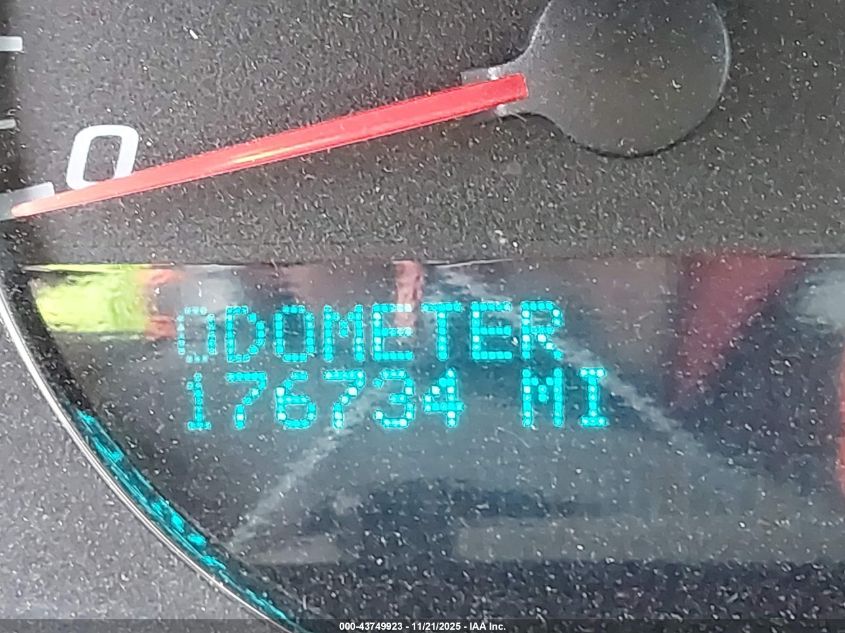 0
ODOMETER
176734 MI
000-43749923 - 11/21/2025 - IAA Inc.